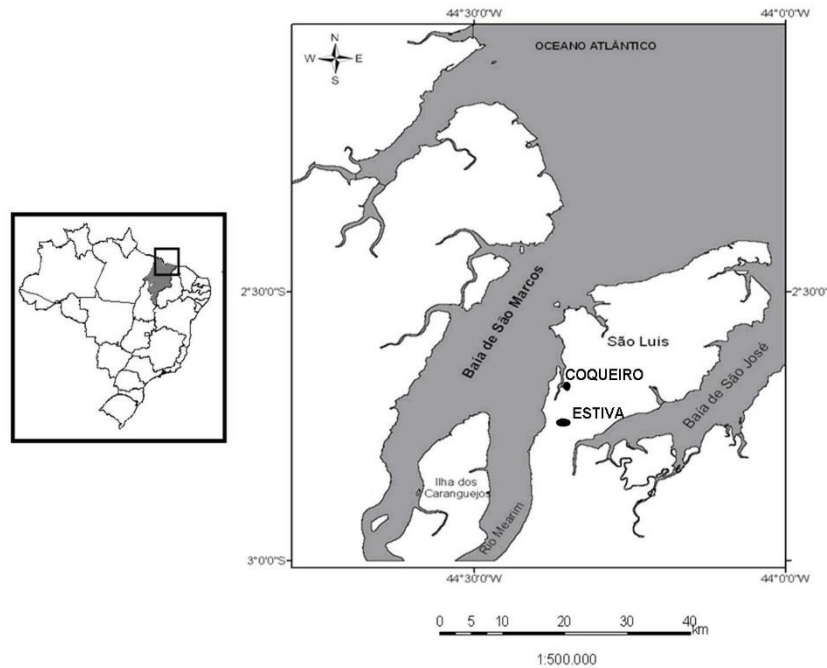 44°30'0"W
44°0'0"W
N
W E
S
OCEANO ATLÂNTICO
2°30'0"S
2°30'0"S
Baía de São Marcos
São Luís
COQUEIRO
Baía de São José
ESTIVA
Ilha dos
Caranguejos
Rio Mearim
3°0'0"S
44°30'0"W
44°0'0"W
0 5 10 20 30 40
km
1:500.000